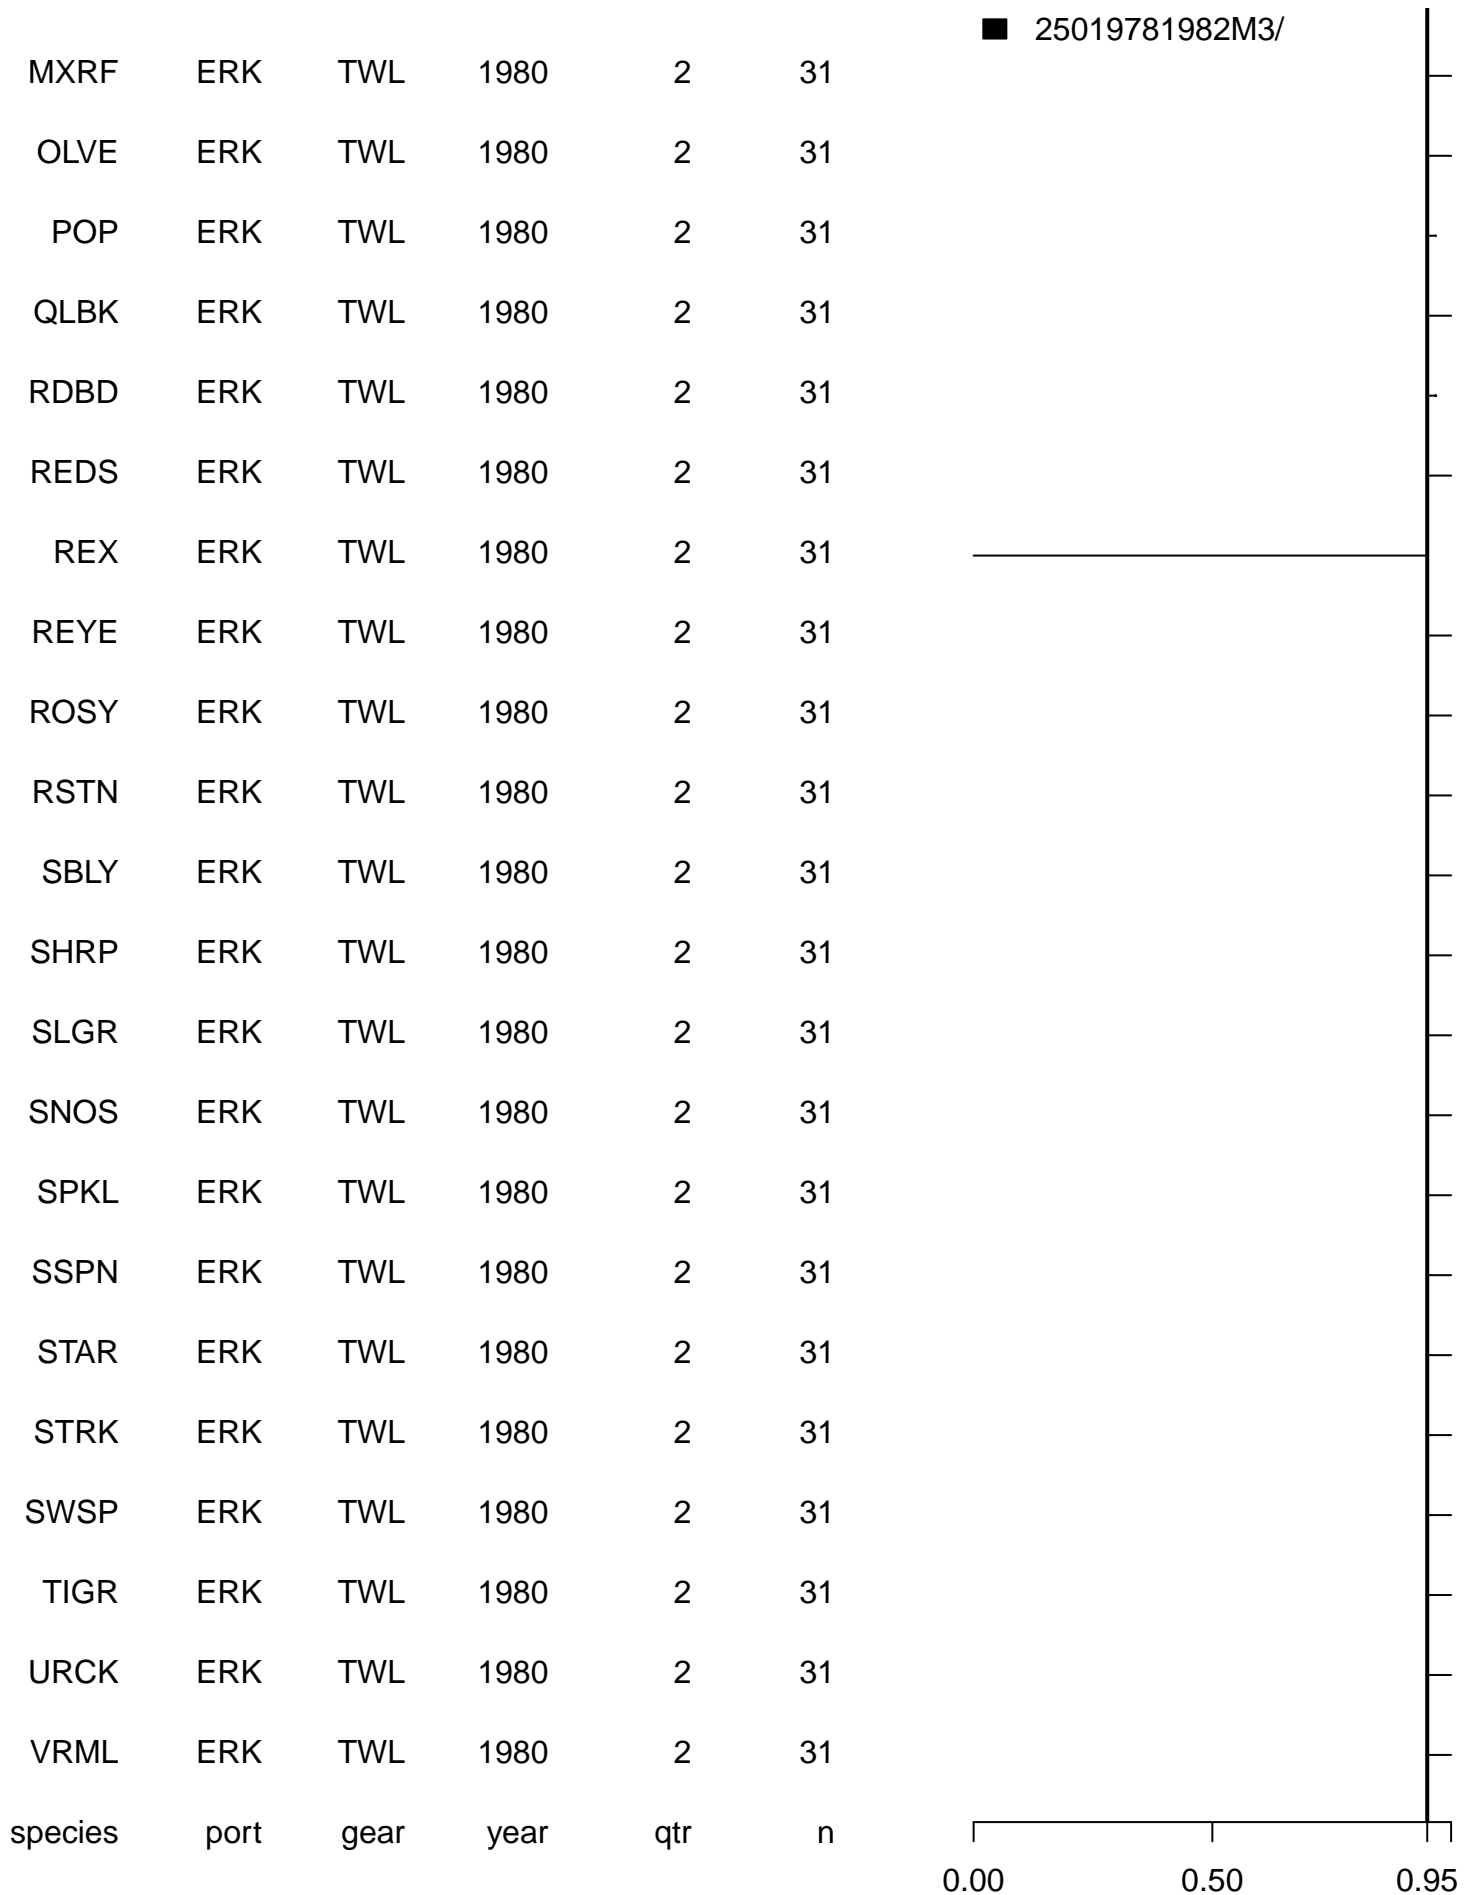 25019781982M3/
MXRF ERK TWL 1980 2 31
OLVE ERK TWL 1980 2 31
POP ERK TWL 1980 2 31
QLBK ERK TWL 1980 2 31
RDBD ERK TWL 1980 2 31
REDS ERK TWL 1980 2 31
REX ERK TWL 1980 2 31
REYE ERK TWL 1980 2 31
ROSY ERK TWL 1980 2 31
RSTN ERK TWL 1980 2 31
SBLY ERK TWL 1980 2 31
SHRP ERK TWL 1980 2 31
SLGR ERK TWL 1980 2 31
SNOS ERK TWL 1980 2 31
SPKL ERK TWL 1980 2 31
SSPN ERK TWL 1980 2 31
STAR ERK TWL 1980 2 31
STRK ERK TWL 1980 2 31
SWSP ERK TWL 1980 2 31
TIGR ERK TWL 1980 2 31
URCK ERK TWL 1980 2 31
VRML ERK TWL 1980 2 31
species port gear year qtr n
0.00 0.50 0.95